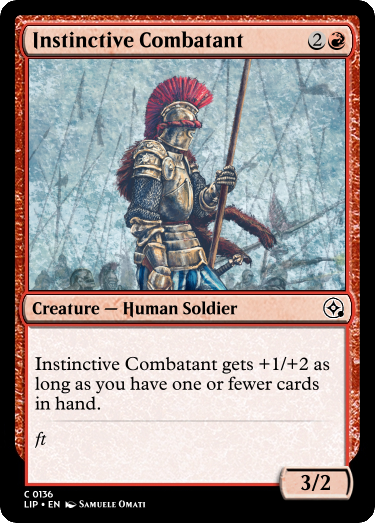 Instinctive Combatant 2
Creature — Human Soldier
Instinctive Combatant gets +1/+2 as
long as you have one or fewer cards
in hand.
ft
3/2
C 0136
LIP • EN Samuele Omati